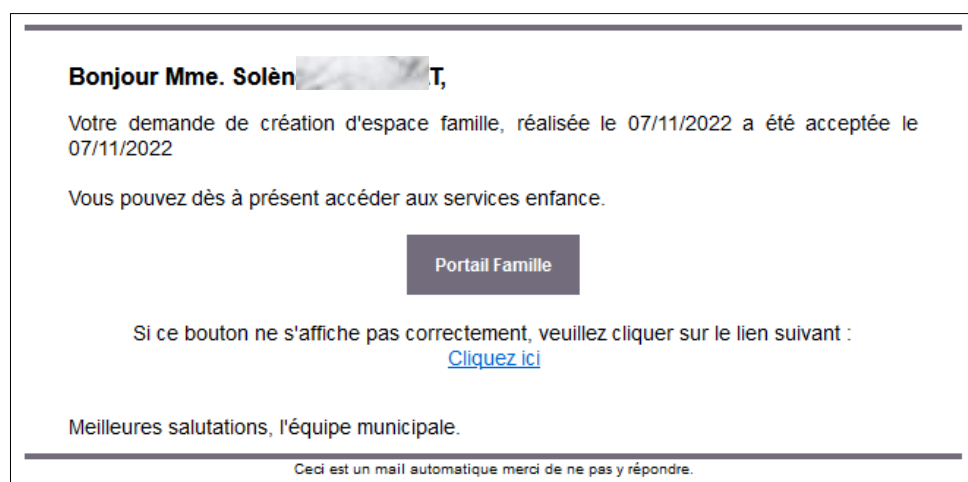 Bonjour Mme.
Votre demande de création d'espace famille, réalisée le 07/11/2022 a été acceptée le
07/11/2022
Vous pouvez dès à présent accéder aux services enfance.
Portail Famille
Si ce bouton ne s'affiche pas correctement, veuillez cliquer sur le lien suivant :
Cliquez ici
Meilleures salutations, l'équipe municipale.
Ceci est un mail automatique merci de ne pas y répondre.